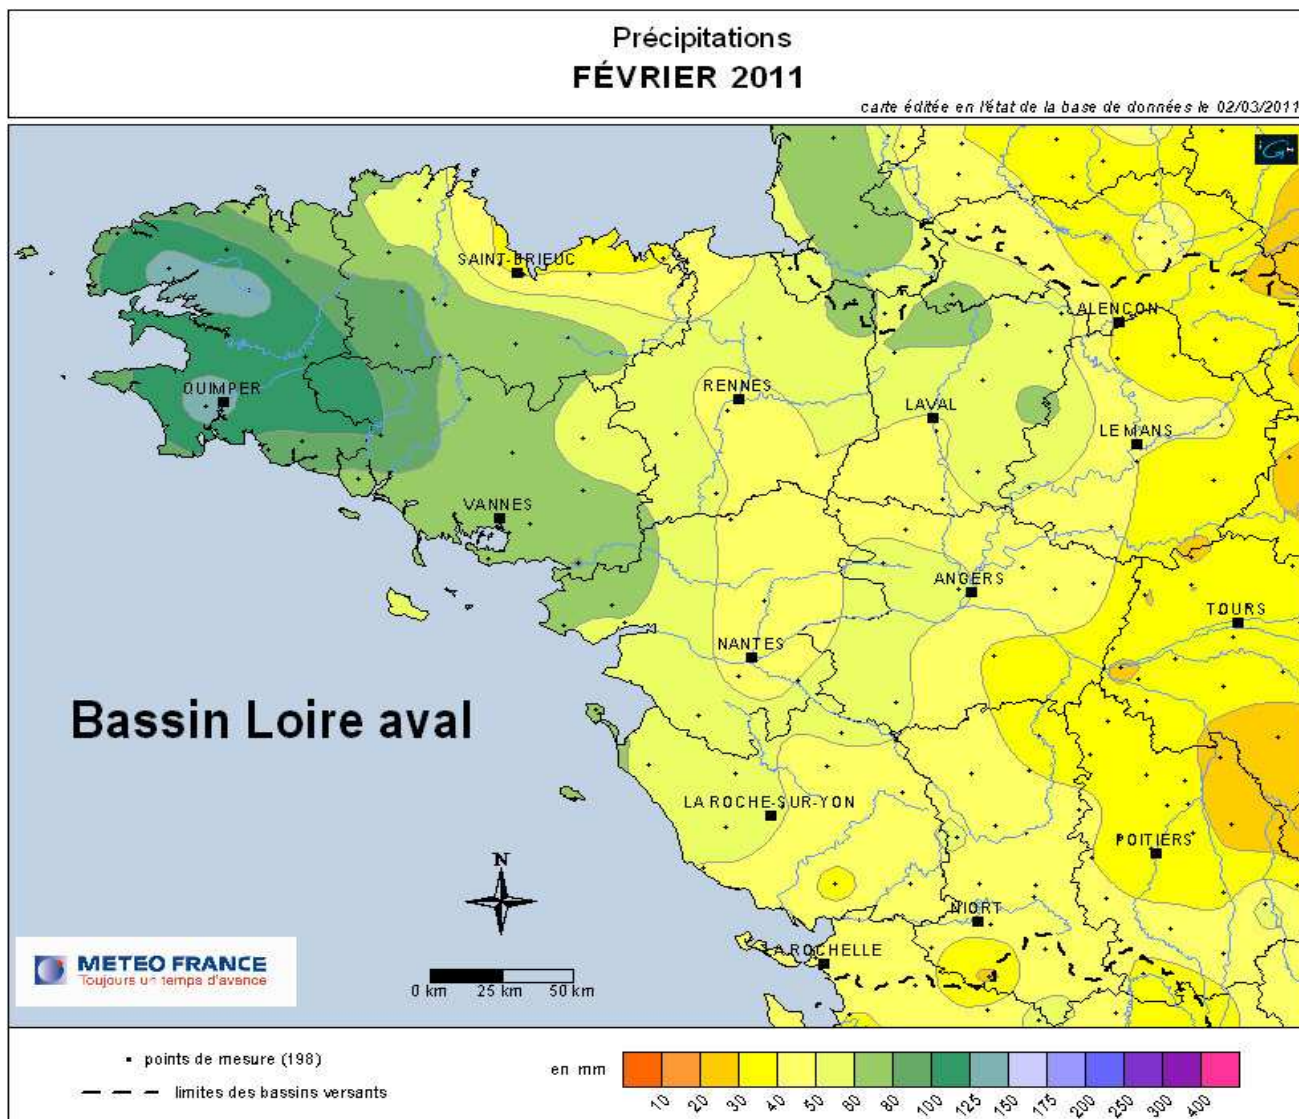 Précipitations
FÉVRIER 2011
carte éditée en l'état de la base de données le 02/03/2011
SAINT-BRIEUC
ALENÇON
QUIMPER
RENNES
LAVAL
LE MANS
VANNES
ANGERS
TOURS
NANTES
Bassin Loire aval
LA ROCHE-SUR-YON
POITIERS
N
NIORT
LA ROCHELLE
METEO FRANCE
Toujours un temps d'avance
0 km 25 km 50 km
points de mesure (198)
limites des bassins versants
en mm
10 20 30 40 50 60 80 100 125 150 175 200 250 300 400